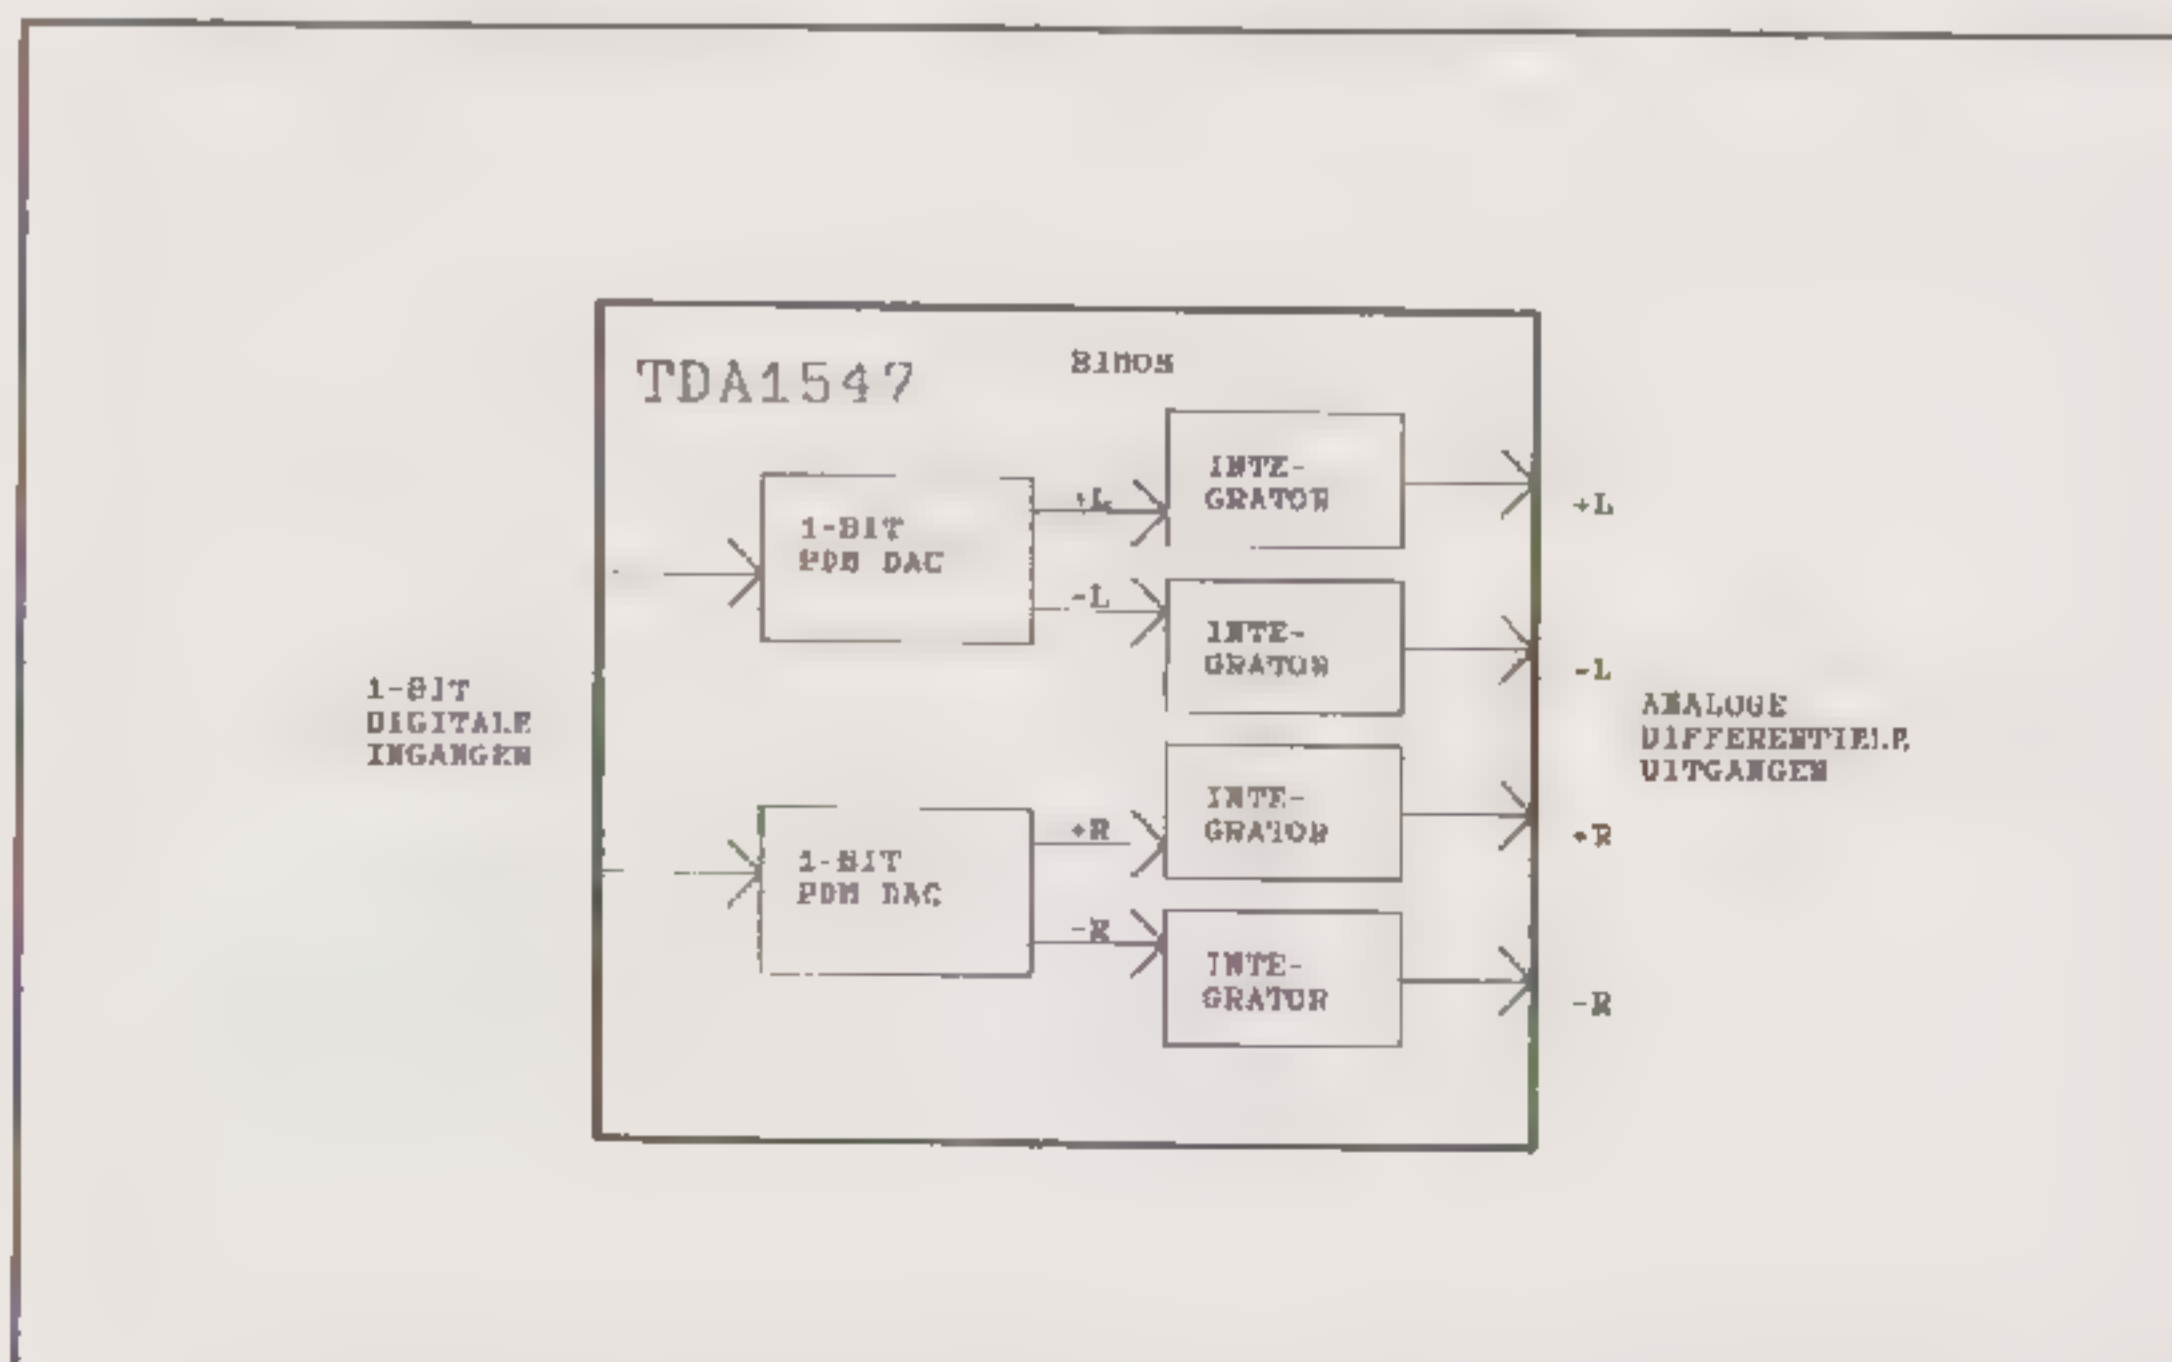 TDA1547
BiMOS
INTE-
GRATOR
+L
+L
1-BIT
PDM DAC
-L
INTE-
GRATOR
-L
1-BIT
DIGITALE
INGANGEN
ANALOGE
DIFFERENTIELE
UITGANGEN
INTE-
GRATOR
+R
+R
1-BIT
PDM DAC
-R
INTE-
GRATOR
-R